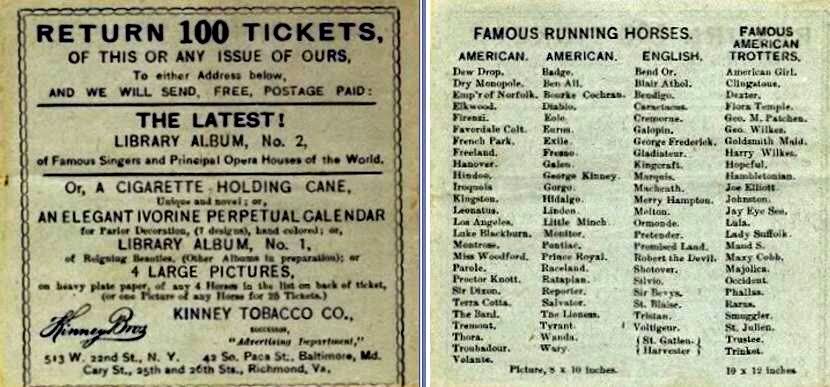 RETURN 100 TICKETS,
OF THIS OR ANY ISSUE OF OURS,
To either Address below,
AND WE WILL SEND, FREE, POSTAGE PAID:
THE LATEST!
LIBRARY ALBUM, No. 2,
of Famous Singers and Principal Opera Houses of the World.
Or, A CIGARETTE-HOLDING CANE,
Unique and novel; or,
AN ELEGANT IVORINE PERPETUAL CALENDAR
for Parlor Decoration, (7 designs), hand colored; or,
LIBRARY ALBUM, No. 1,
of Reigning Beauties. (Other Albums in preparation); or
4 LARGE PICTURES,
on heavy plate paper, of any 4 Horses in the list on back of ticket,
(or one Picture of any Horse for 25 Tickets.)
Kinney Bros
KINNEY TOBACCO CO.,
SUCCESSOR,
"Advertising Department,"
513 W. 22nd St., N. Y. 42 So. Paca St., Baltimore, Md.
Cary St., 25th and 26th Sts., Richmond, Va.
FAMOUS RUNNING HORSES.
AMERICAN.
Dew Drop.
Dry Monopole.
Emp'r of Norfolk.
Elkwood.
Firenzi.
Favordale Colt.
French Park.
Freeland.
Hanover.
Hindoo.
Iroquois
Kingston.
Leonatus.
Los Angeles.
Luke Blackburn.
Montrose.
Miss Woodford.
Parole.
Proctor Knott.
Sir Dixon.
Terra Cotta.
The Bard.
Tremont.
Thora.
Troubadour.
Volante.
AMERICAN.
Badge.
Ben Ali.
Bourke Cochran.
Diablo.
Eole.
Eurus.
Exile.
Fresno.
Galen.
George Kinney.
Gorgo.
Hidalgo.
Linden.
Little Minch.
Monitor.
Pontiac.
Prince Royal.
Raceland.
Rataplan.
Reporter.
Salvator.
The Lioness.
Tyrant.
Wanda.
Wary.
ENGLISH.
Bend Or.
Blair Athol.
Bendigo.
Caractacus.
Cremorne.
Galopin.
George Frederick.
Gladiateur.
Kingcraft.
Marquis.
Macheath.
Merry Hampton.
Melton.
Ormonde.
Pretender.
Promised Land.
Robert the Devil.
Shotover.
Silvio.
Sir Bevys.
St. Blaise.
Tristan.
Voltigeur.
{ St. Gatien. }
{ Harvester }
Picture, 8 x 10 inches.
FAMOUS
AMERICAN
TROTTERS.
American Girl.
Clingstone.
Dexter.
Flora Temple.
Geo. M. Patchen.
Geo. Wilkes.
Goldsmith Maid.
Harry Wilkes.
Hopeful.
Hambletonian.
Joe Elliott.
Johnston.
Jay Eye See.
Lula.
Lady Suffolk.
Maud S.
Maxy Cobb.
Majolica.
Occident.
Phallas.
Rarus.
Smuggler.
St. Julien.
Trustee.
Trinket.
10 x 12 inches.